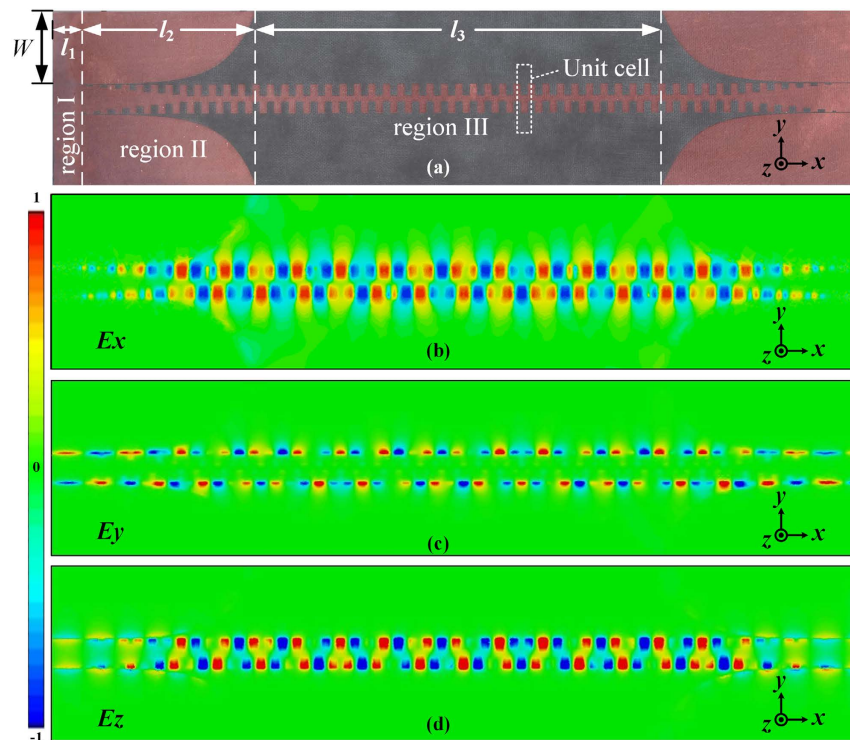 W
l1
l2
l3
region I
region II
region III
Unit cell
(a)
y
z
x
1
0
-1
Ex
(b)
y
z
x
Ey
(c)
y
z
x
Ez
(d)
y
z
x